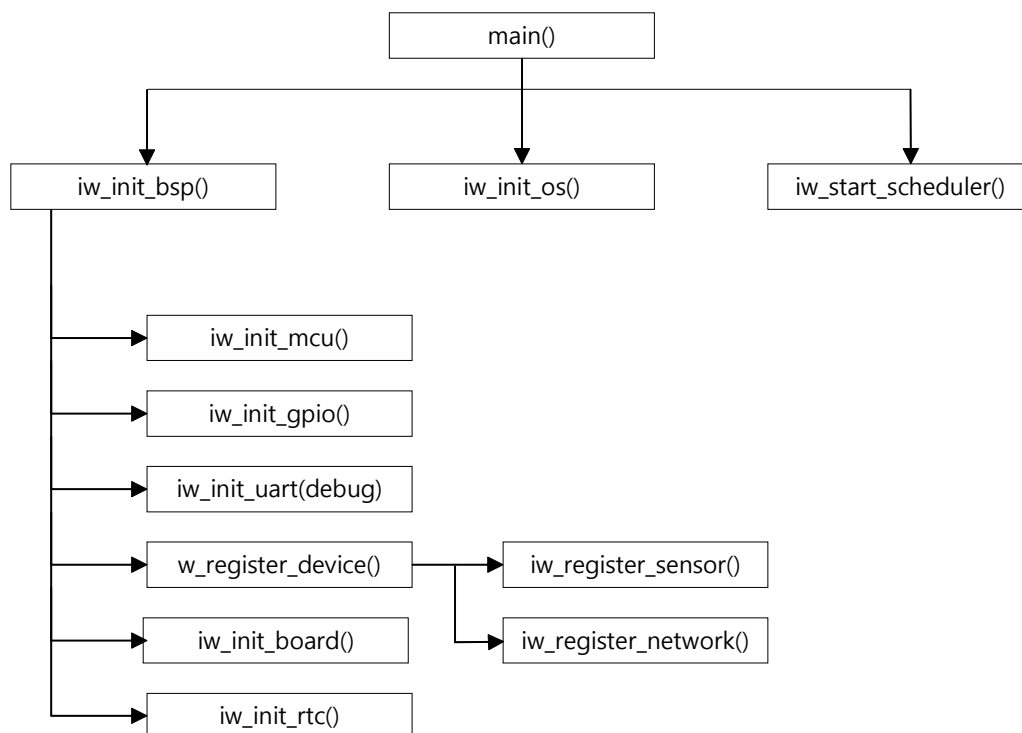 main()
iw_init_bsp()
iw_init_os()
iw_start_scheduler()
iw_init_mcu()
iw_init_gpio()
iw_init_uart(debug)
w_register_device()
iw_register_sensor()
iw_init_board()
iw_register_network()
iw_init_rtc()